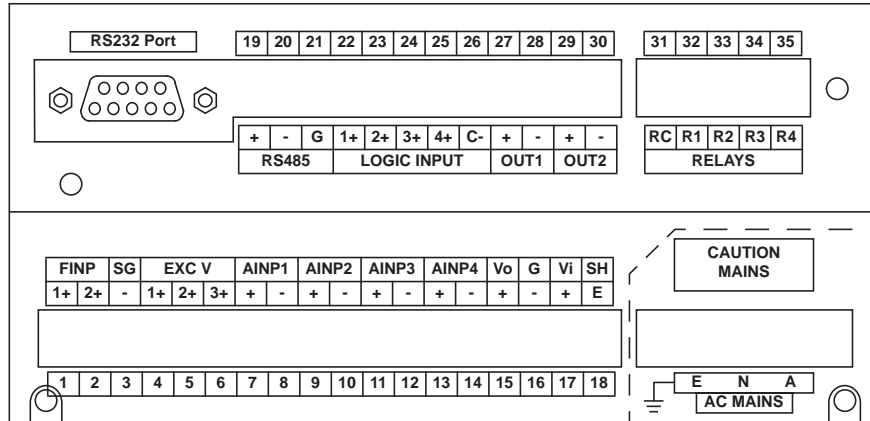 RS232 Port
19 20 21 22 23 24 25 26 27 28 29 30
31 32 33 34 35
+ - G 1+ 2+ 3+ 4+ C- + - + -
RS485 LOGIC INPUT OUT1 OUT2
RC R1 R2 R3 R4
RELAYS
FINP SG EXC V AINP1 AINP2 AINP3 AINP4 Vo G Vi SH
1+ 2+ - 1+ 2+ 3+ + - + - + - + - + - + E
CAUTION
MAINS
1 2 3 4 5 6 7 8 9 10 11 12 13 14 15 16 17 18
E N A
AC MAINS